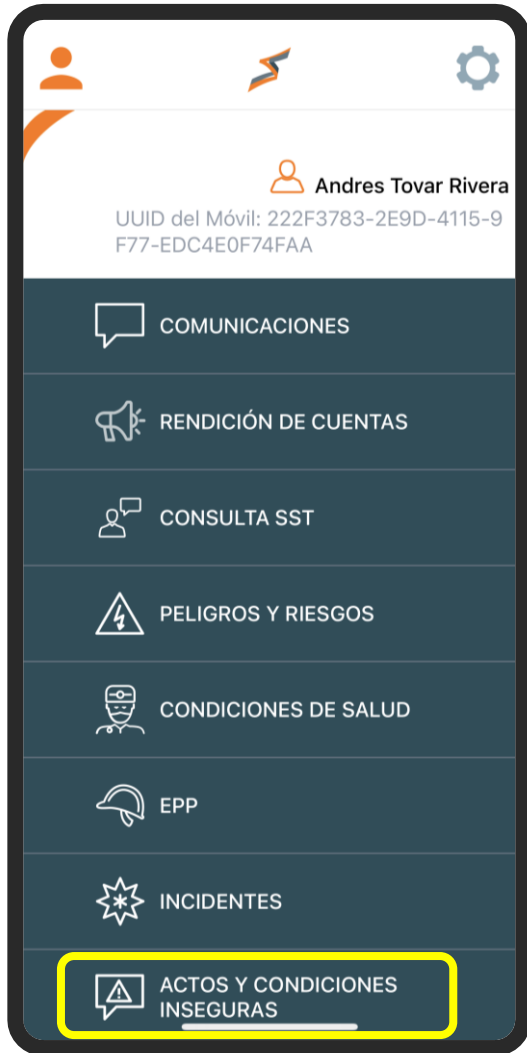 Andres Tovar Rivera
UUID del Móvil: 222F3783-2E9D-4115-9
F77-EDC4E0F74FAA
COMUNICACIONES
RENDICIÓN DE CUENTAS
CONSULTA SST
PELIGROS Y RIESGOS
CONDICIONES DE SALUD
EPP
INCIDENTES
ACTOS Y CONDICIONES
INSEGURAS